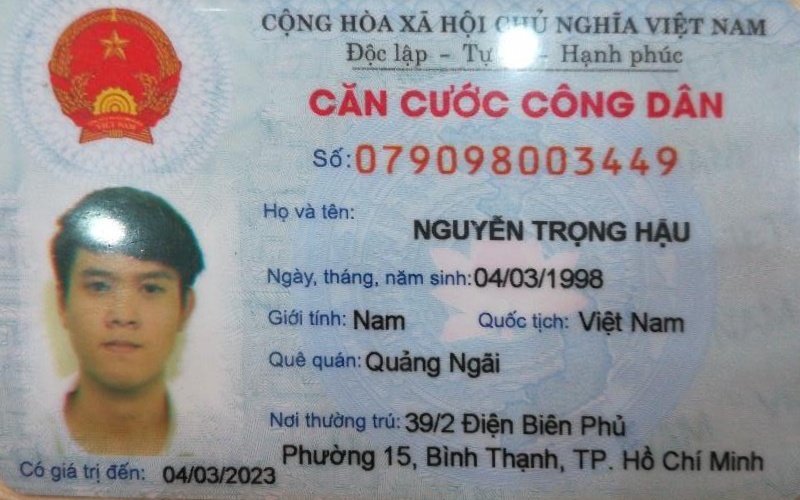 CỘNG HÒA XÃ HỘI CHỦ NGHĨA VIỆT NAM
Độc lập - Tự - Hạnh phúc
CĂN CƯỚC CÔNG DÂN
Số: 079098003449
Họ và tên:
NGUYỄN TRỌNG HẬU
Ngày, tháng, năm sinh: 04/03/1998
Giới tính: Nam Quốc tịch: Việt Nam
Quê quán: Quảng Ngãi
Nơi thường trú: 39/2 Điện Biên Phủ
Phường 15, Bình Thạnh, TP. Hồ Chí Minh
Có giá trị đến: 04/03/2023
VIỆT NAM